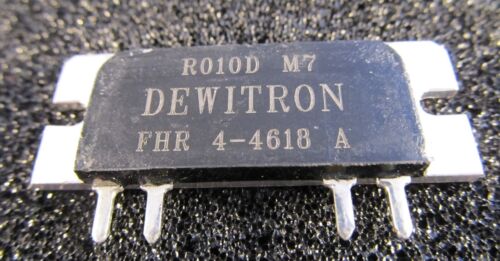 R010D M7
DEWITRON
FHR 4-4618 A